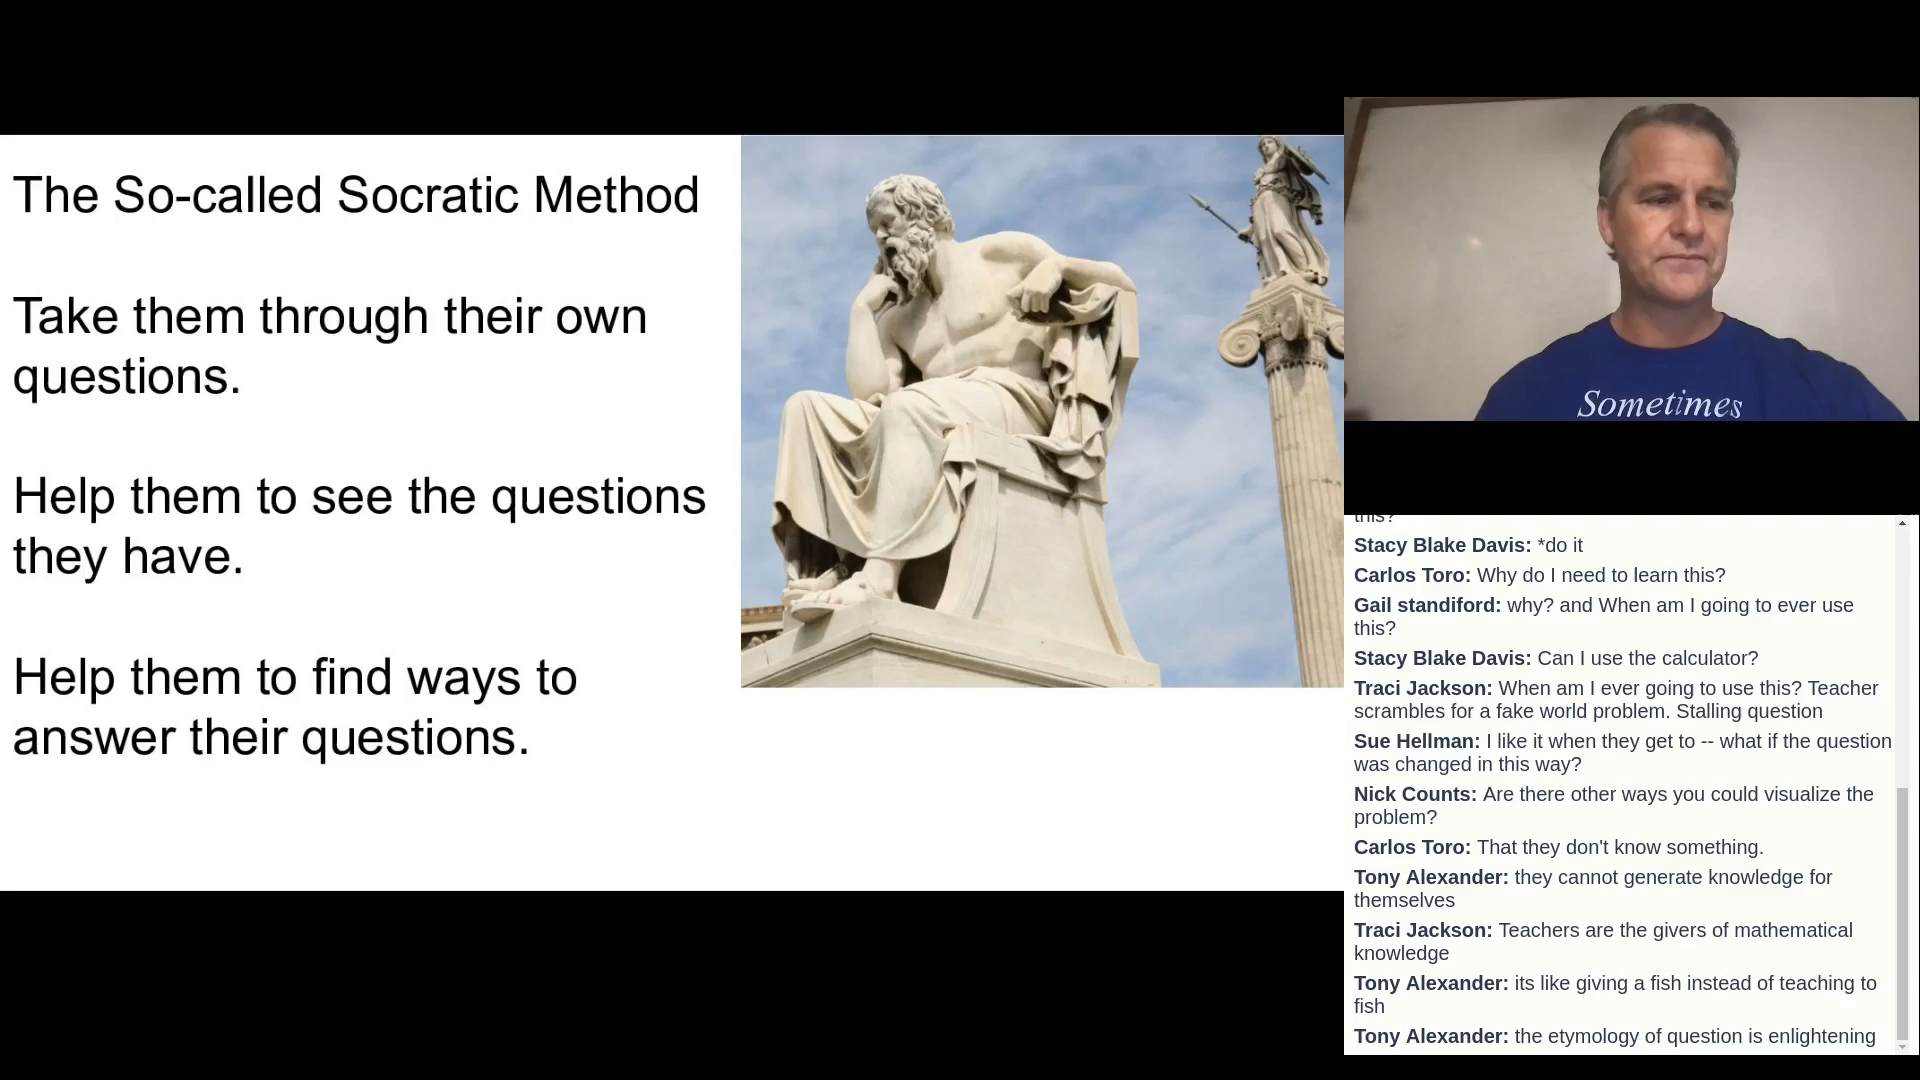 The So-called Socratic Method
Take them through their own
questions.
Help them to see the questions
they have.
Help them to find ways to
answer their questions.
Sometimes
this?
Stacy Blake Davis: *do it
Carlos Toro: Why do I need to learn this?
Gail standiford: why? and When am I going to ever use
this?
Stacy Blake Davis: Can I use the calculator?
Traci Jackson: When am I ever going to use this? Teacher
scrambles for a fake world problem. Stalling question
Sue Hellman: I like it when they get to -- what if the question
was changed in this way?
Nick Counts: Are there other ways you could visualize the
problem?
Carlos Toro: That they don't know something.
Tony Alexander: they cannot generate knowledge for
themselves
Traci Jackson: Teachers are the givers of mathematical
knowledge
Tony Alexander: its like giving a fish instead of teaching to
fish
Tony Alexander: the etymology of question is enlightening